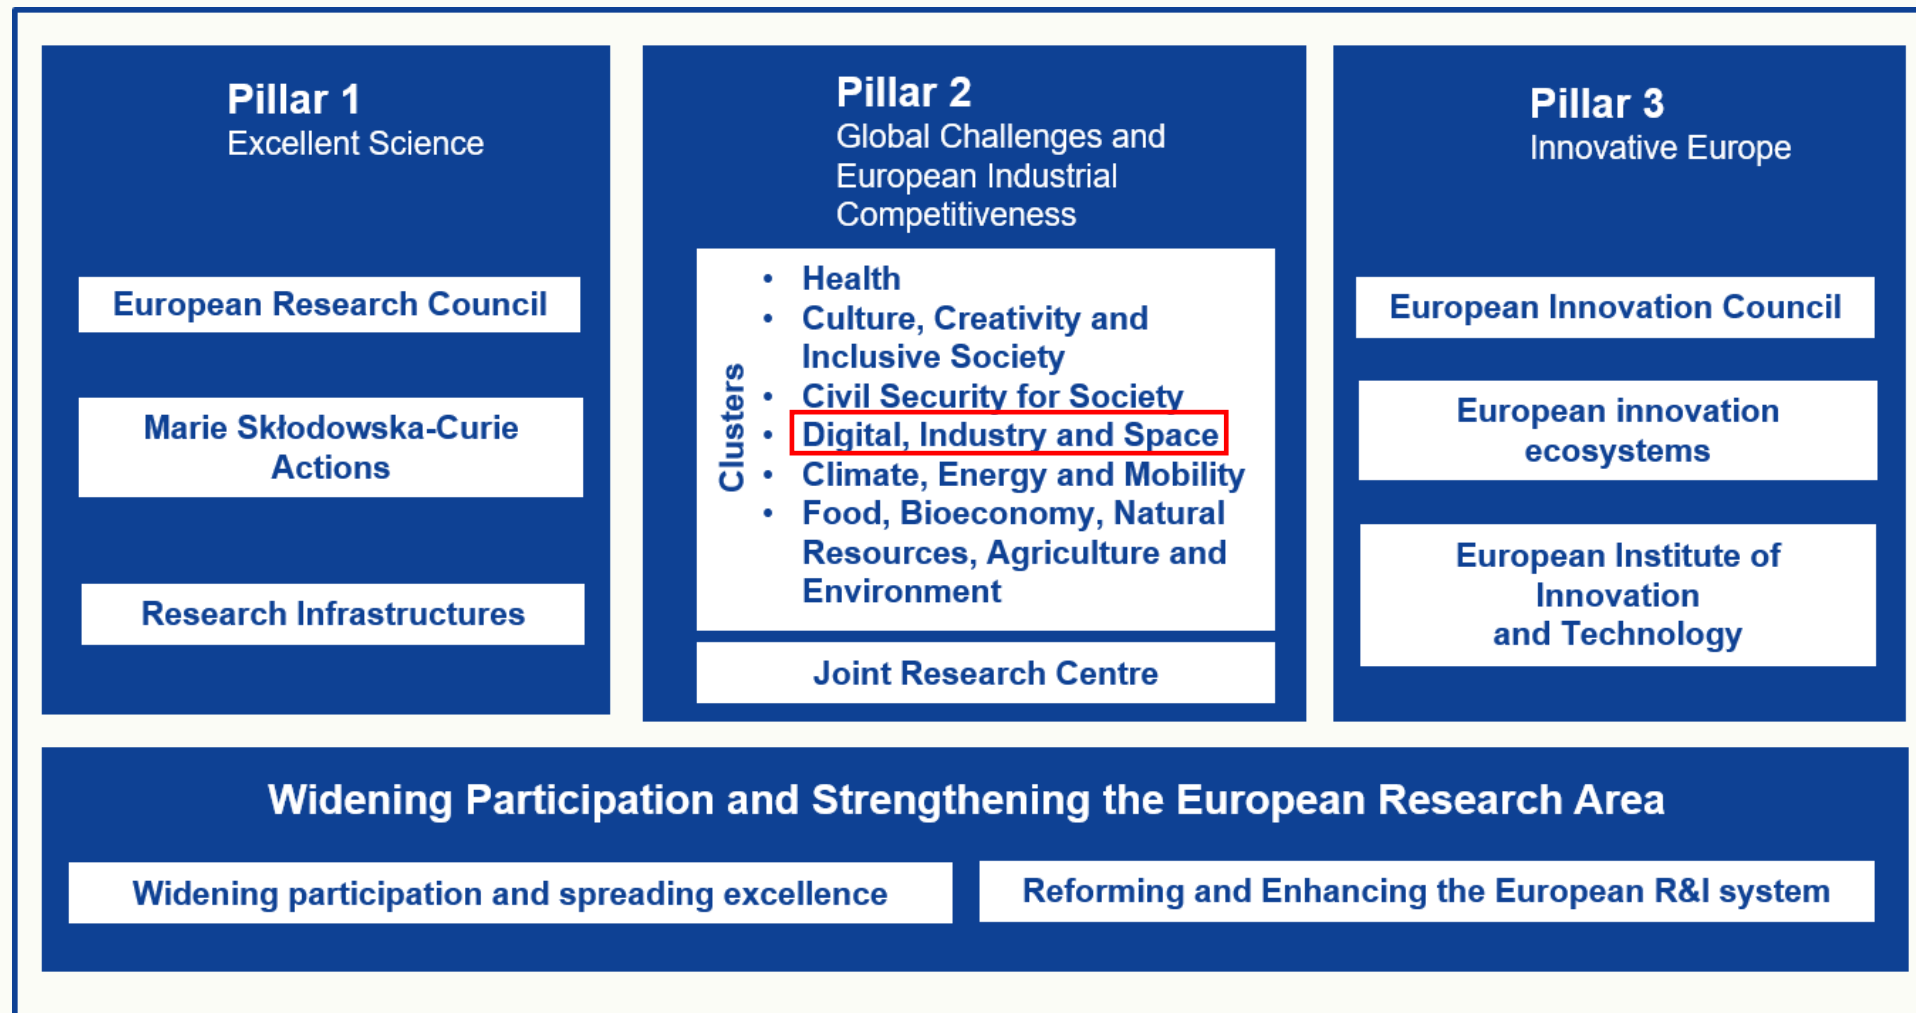 Pillar 1
Excellent Science
European Research Council
Marie Skłodowska-Curie
Actions
Research Infrastructures
Pillar 2
Global Challenges and
European Industrial
Competitiveness
Clusters
• Health
• Culture, Creativity and
Inclusive Society
• Civil Security for Society
• Digital, Industry and Space
• Climate, Energy and Mobility
• Food, Bioeconomy, Natural
Resources, Agriculture and
Environment
Joint Research Centre
Pillar 3
Innovative Europe
European Innovation Council
European innovation
ecosystems
European Institute of
Innovation
and Technology
Widening Participation and Strengthening the European Research Area
Widening participation and spreading excellence
Reforming and Enhancing the European R&I system